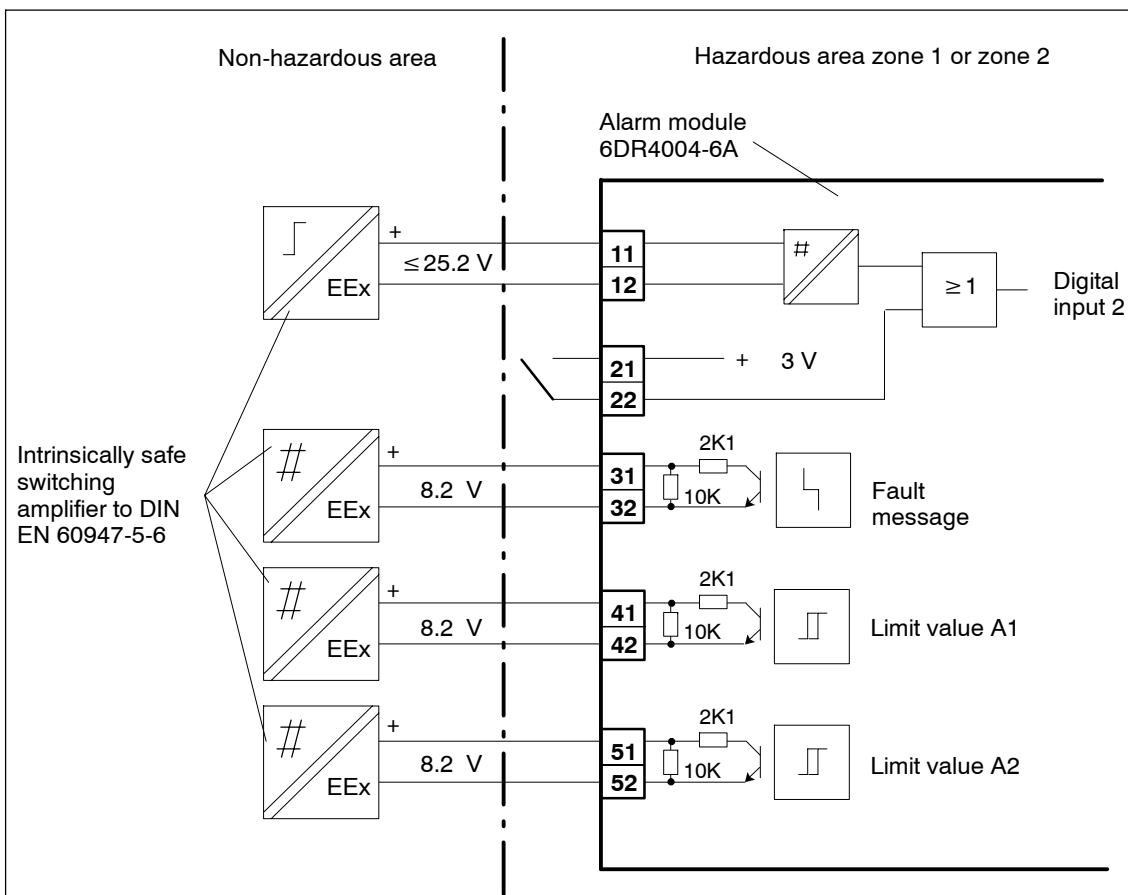 Non-hazardous area
Hazardous area zone 1 or zone 2
Alarm module
6DR4004-6A
+
≤ 25.2 V
EEx
11
12
#
≥ 1
Digital
input 2
21
22
+ 3 V
Intrinsically safe
switching
amplifier to DIN
EN 60947-5-6
#
+
8.2 V
EEx
31
32
2K1
10K
Fault
message
#
+
8.2 V
EEx
41
42
2K1
10K
Limit value A1
#
+
8.2 V
EEx
51
52
2K1
10K
Limit value A2